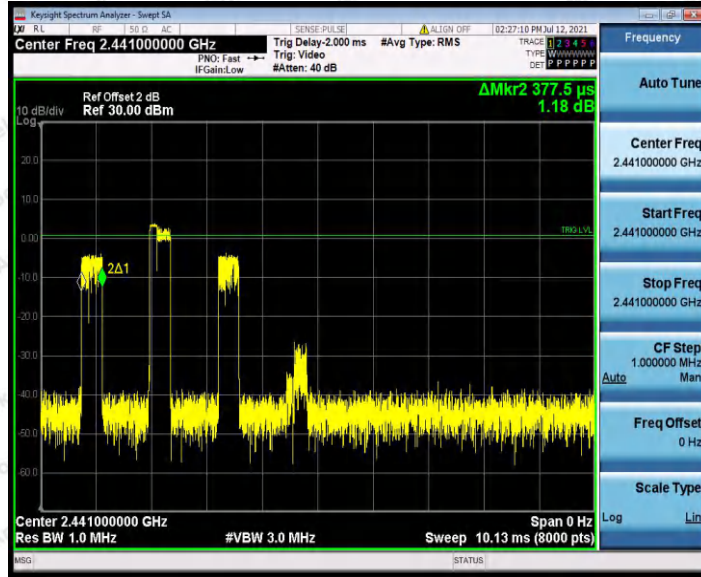 Keysight Spectrum Analyzer - Swept SA
LXI RL RF 50 Ω AC SENSE:PULSE ALIGN OFF 02:27:10 PM Jul 12, 2021
Center Freq 2.441000000 GHz
PNO: Fast
IFGain:Low
Trig Delay-2.000 ms
Trig: Video
#Atten: 40 dB
#Avg Type: RMS
TRACE 1 2 3 4 5 6
TYPE WWWWWW
DET P P P P P P
Ref Offset 2 dB
Ref 30.00 dBm
10 dB/div
Log
ΔMkr2 377.5 µs
1.18 dB
20.0
10.0
0.00
TRIG LVL
-10.0
2Δ1
-20.0
-30.0
-40.0
-50.0
-60.0
Center 2.441000000 GHz
Span 0 Hz
Res BW 1.0 MHz
#VBW 3.0 MHz
Sweep 10.13 ms (8000 pts)
MSG
STATUS
Frequency
Auto Tune
Center Freq
2.441000000 GHz
Start Freq
2.441000000 GHz
Stop Freq
2.441000000 GHz
CF Step
1.000000 MHz
Auto Man
Freq Offset
0 Hz
Scale Type
Log Lin